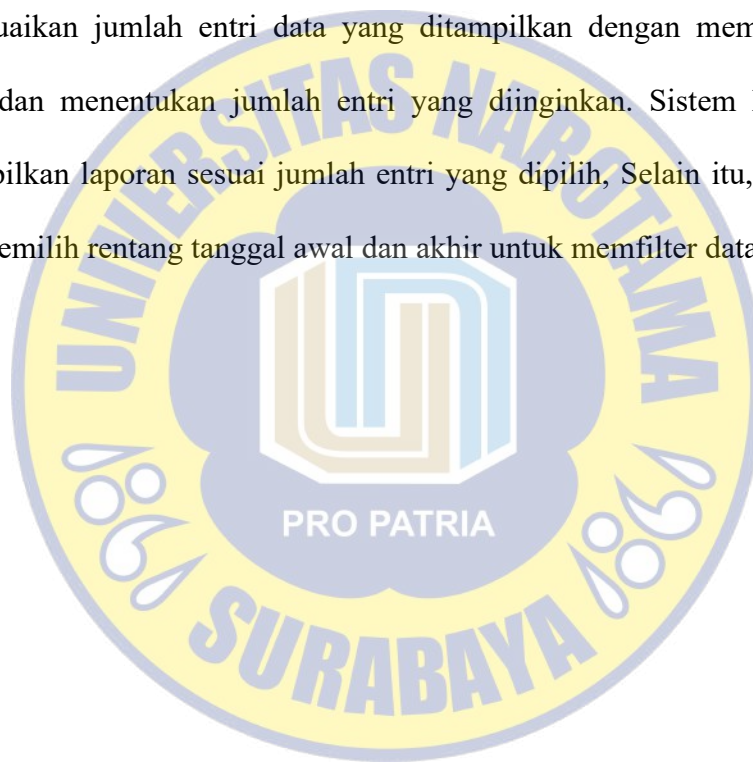 uaikan jumlah entri data yang ditampilkan dengan mem
dan menentukan jumlah entri yang diinginkan. Sistem
bilkan laporan sesuai jumlah entri yang dipilih, Selain itu,
emilih rentang tanggal awal dan akhir untuk memfilter data
UNIVERSITAS NAROTAMA
PRO PATRIA
SURABAYA